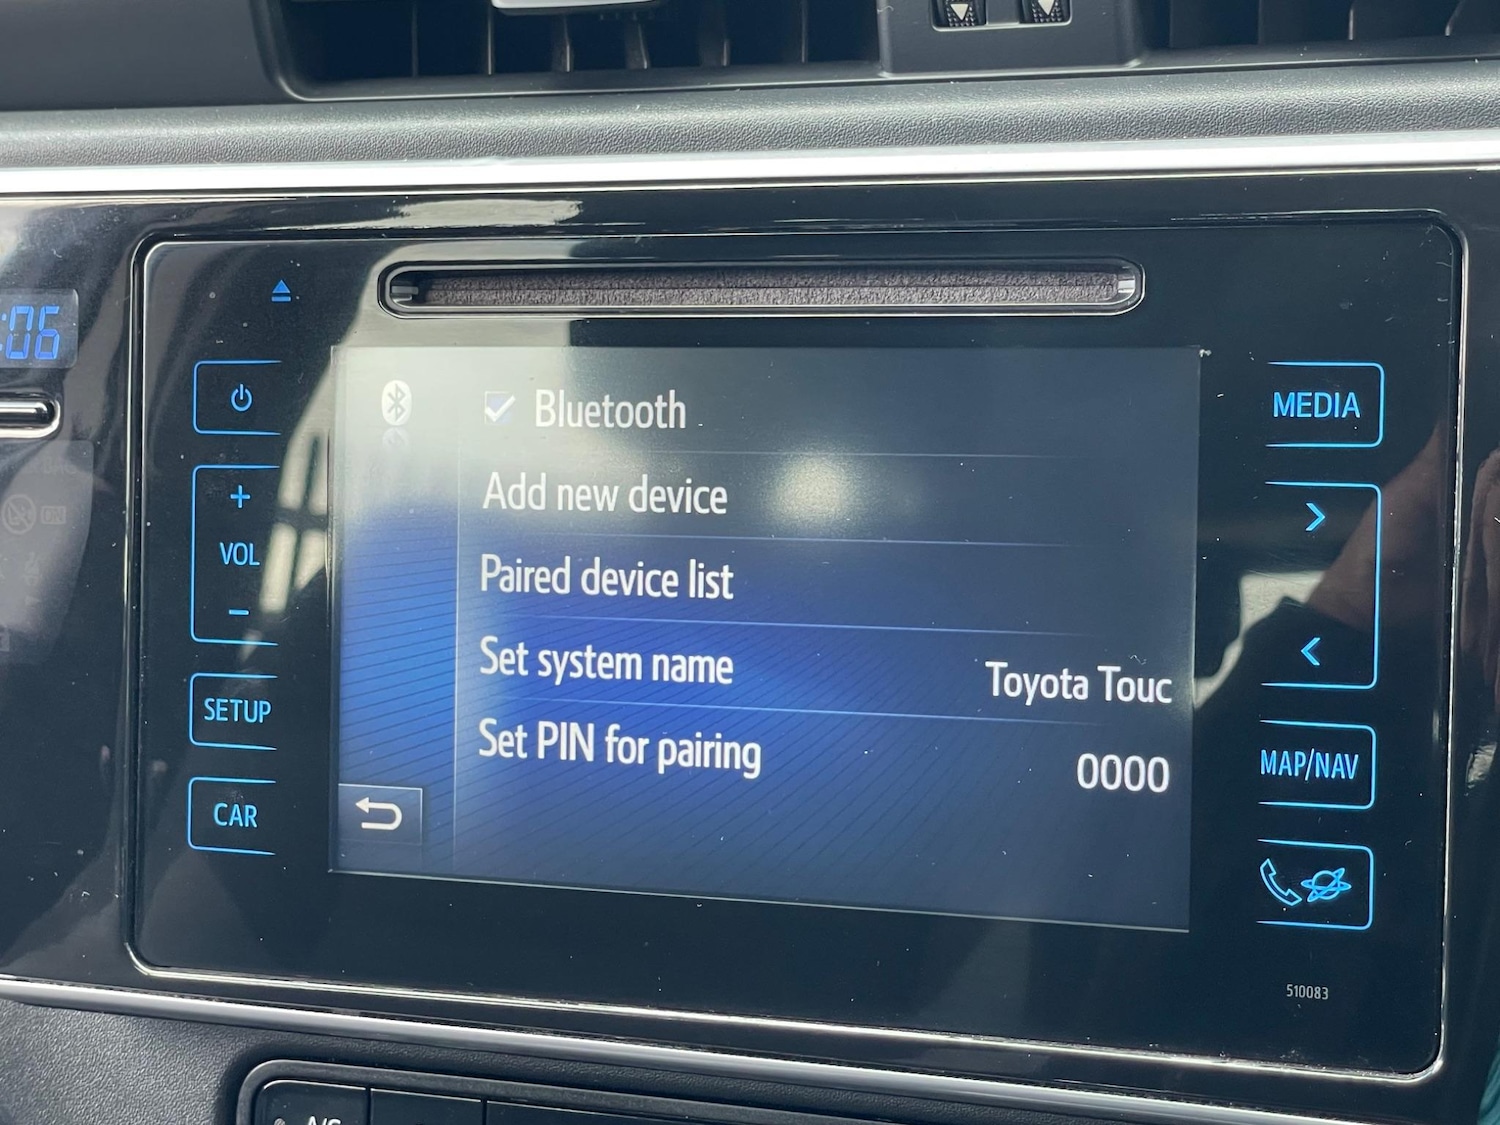 :06
Bluetooth
Add new device
Paired device list
Set system name Toyota Touc
Set PIN for pairing 0000
+
VOL
-
SETUP
CAR
MEDIA
>
<
MAP/NAV
510083
A/C